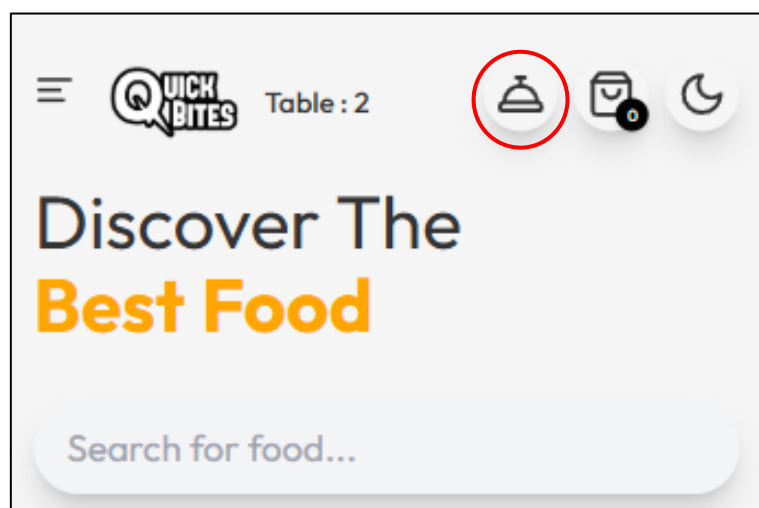 QUICK
BITES
Table : 2
0
Discover The
Best Food
Search for food...